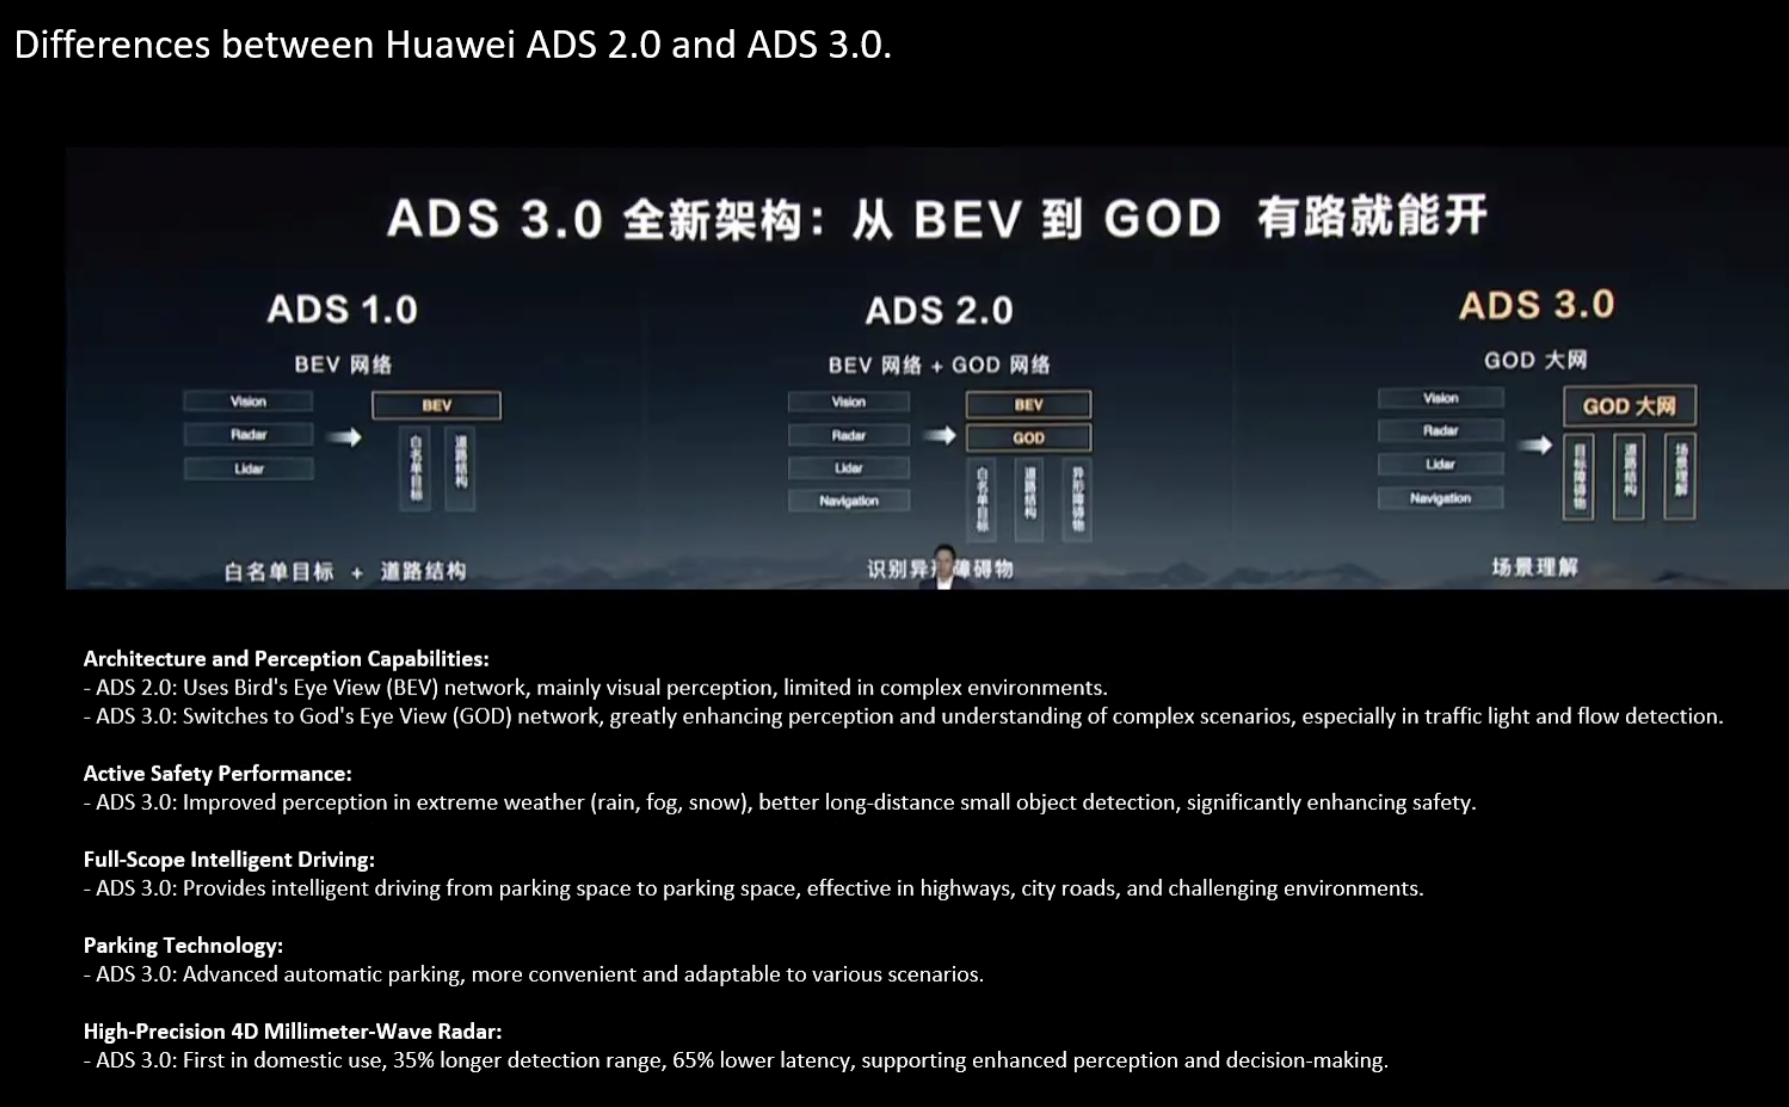 Differences between Huawei ADS 2.0 and ADS 3.0.
ADS 3.0 全新架构：从 BEV 到 GOD 有路就能开
ADS 1.0
BEV 网络
Vision
Radar
Lidar
BEV
白名单目标
道路结构
白名单目标 + 道路结构
ADS 2.0
BEV 网络 + GOD 网络
Vision
Radar
Lidar
Navigation
BEV
GOD
白名单目标
道路结构
异形障碍物
识别异障碍物
ADS 3.0
GOD 大网
Vision
Radar
Lidar
Navigation
GOD 大网
目标障碍物
道路结构
场景理解
场景理解
Architecture and Perception Capabilities:
- ADS 2.0: Uses Bird's Eye View (BEV) network, mainly visual perception, limited in complex environments.
- ADS 3.0: Switches to God's Eye View (GOD) network, greatly enhancing perception and understanding of complex scenarios, especially in traffic light and flow detection.
Active Safety Performance:
- ADS 3.0: Improved perception in extreme weather (rain, fog, snow), better long-distance small object detection, significantly enhancing safety.
Full-Scope Intelligent Driving:
- ADS 3.0: Provides intelligent driving from parking space to parking space, effective in highways, city roads, and challenging environments.
Parking Technology:
- ADS 3.0: Advanced automatic parking, more convenient and adaptable to various scenarios.
High-Precision 4D Millimeter-Wave Radar:
- ADS 3.0: First in domestic use, 35% longer detection range, 65% lower latency, supporting enhanced perception and decision-making.